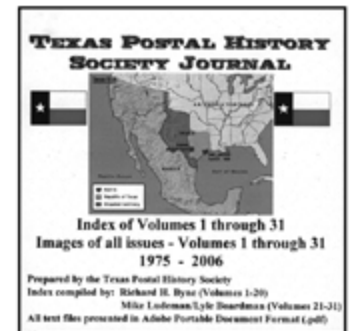 TEXAS POSTAL HISTORY
SOCIETY JOURNAL
Index of Volumes 1 through 31
Images of all issues - Volumes 1 through 31
1975 - 2006
Prepared by the Texas Postal History Society
Index compiled by: Richard H. Byne (Volumes 1-20)
Mike Ludeman/Lyle Boardman (Volumes 21-31)
All text files presented in Adobe Portable Document Format (.pdf)